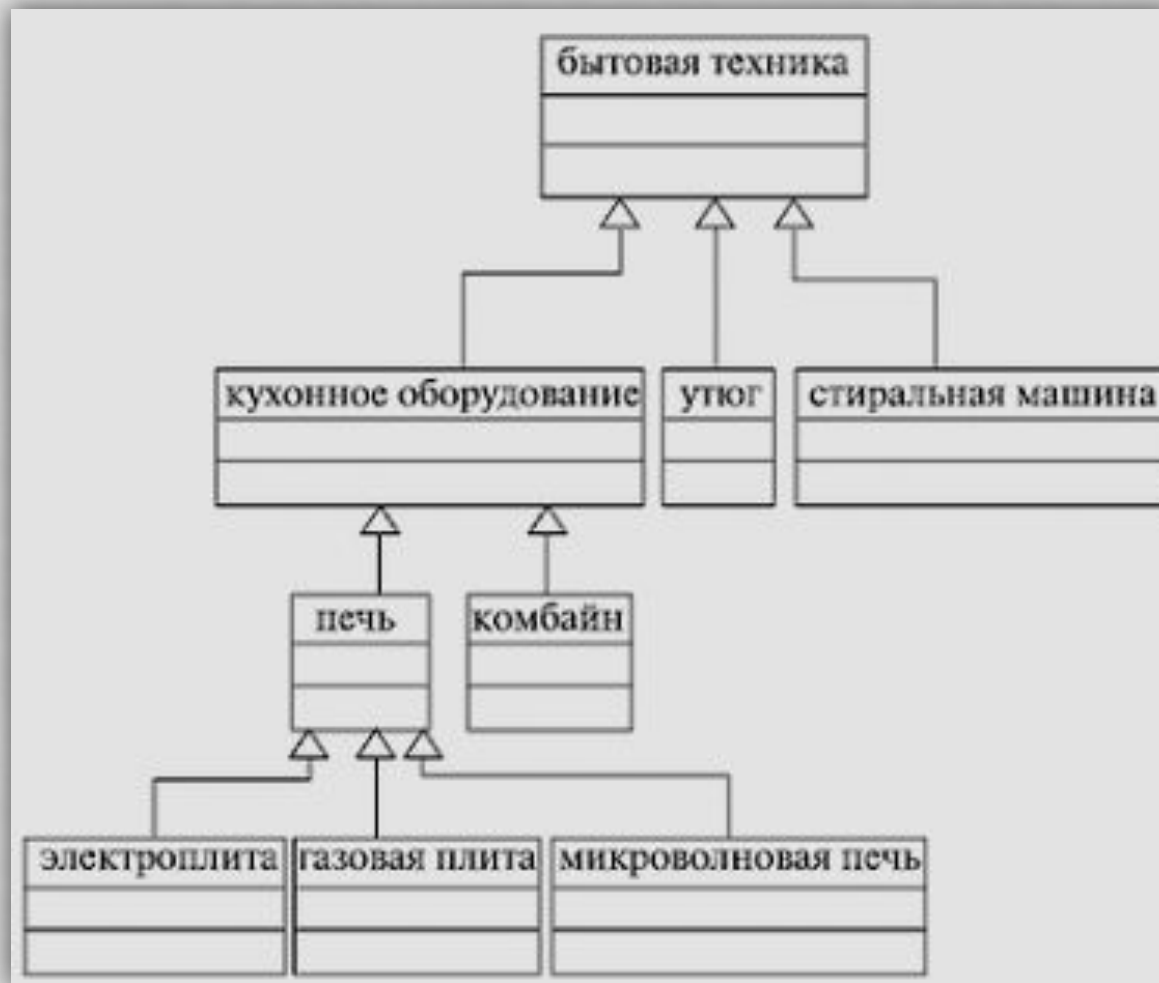 бытовая техника
кухонное оборудование
утюг
стиральная машина
печь
комбайн
электроплита
газовая плита
микроволновая печь